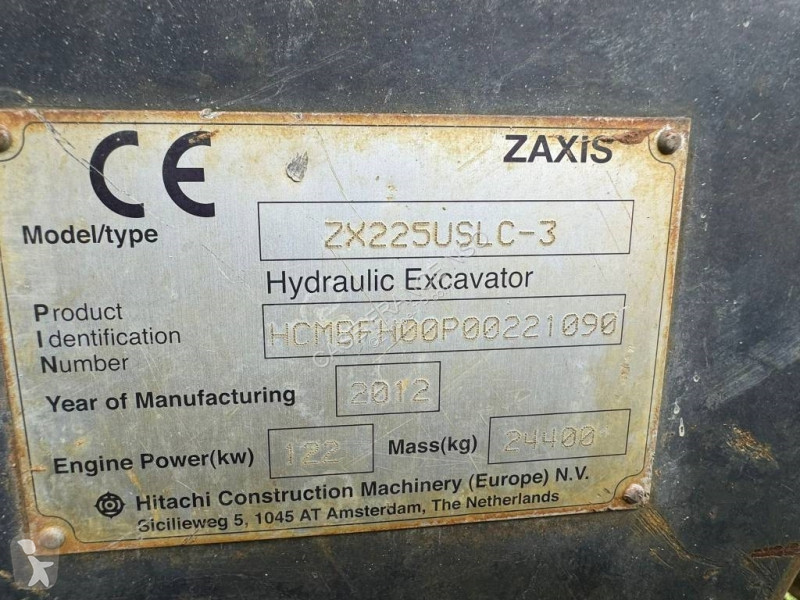 CE ZAXiS
Model/type ZX225USLC-3
Hydraulic Excavator
Product
Identification HCMBFH00P00221090
Number
Year of Manufacturing 2012
Engine Power(kw) 122 Mass(kg) 24400
Hitachi Construction Machinery (Europe) N.V.
Sicilieweg 5, 1045 AT Amsterdam, The Netherlands